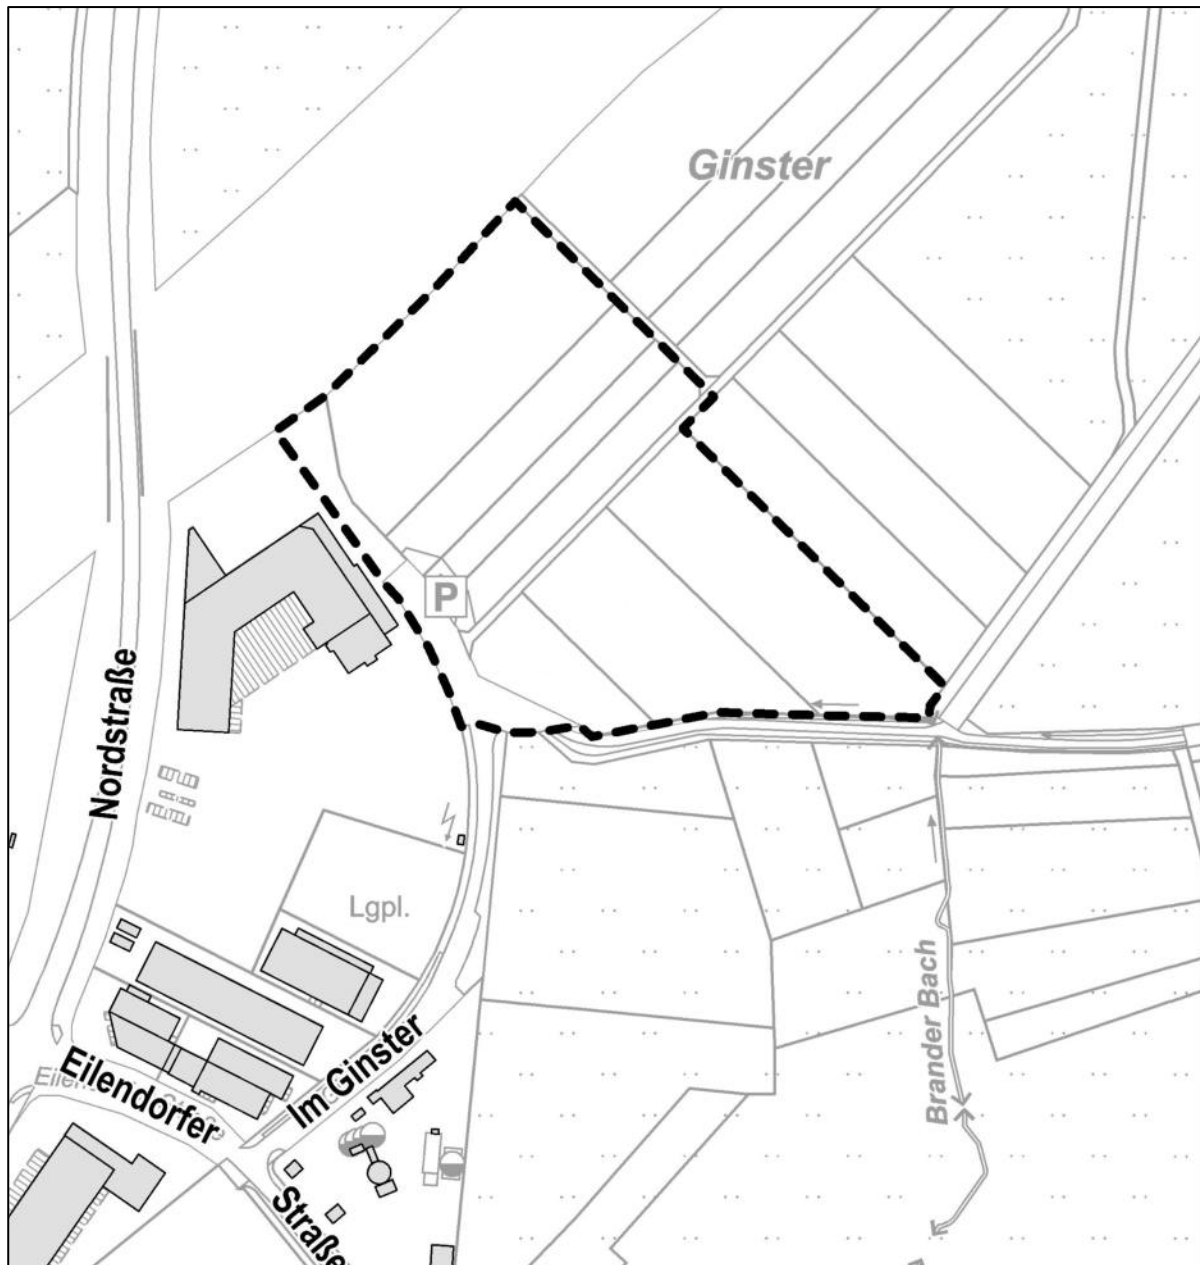 Ginster
P
Nordstraße
Lgpl.
Brander Bach
Im Ginster
Eilendorfer
Straße